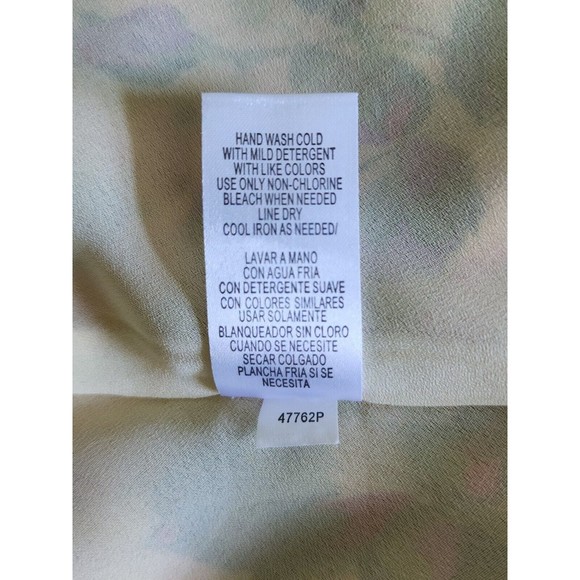 HAND WASH COLD
WITH MILD DETERGENT
WITH LIKE COLORS
USE ONLY NON-CHLORINE
BLEACH WHEN NEEDED
LINE DRY
COOL IRON AS NEEDED/
LAVAR A MANO
CON AGUA FRIA
CON DETERGENTE SUAVE
CON COLORES SIMILARES
USAR SOLAMENTE
BLANQUEADOR SIN CLORO
CUANDO SE NECESITE
SECAR COLGADO
PLANCHA FRIA SI SE
NECESITA
47762P